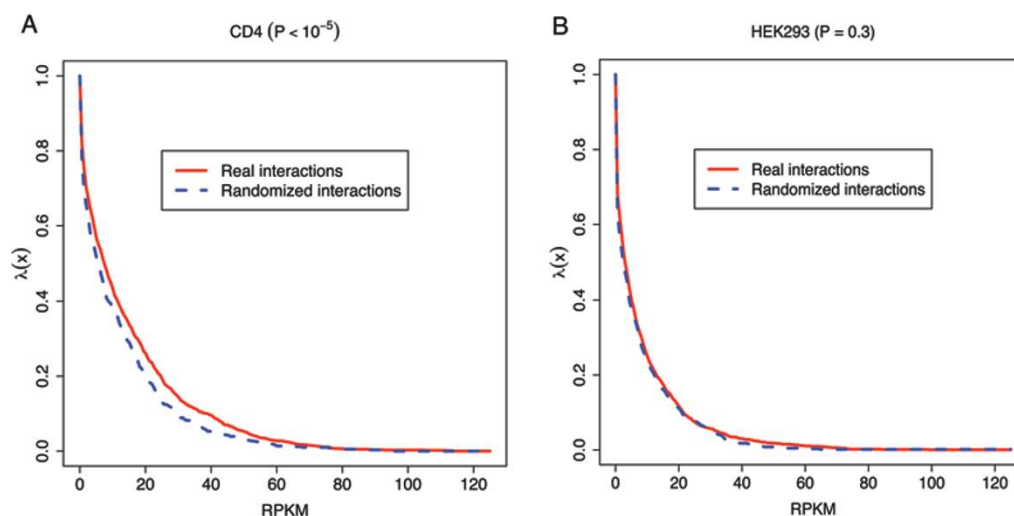 A
CD4 (P < 10⁻⁵)
Real interactions
Randomized interactions
λ(x)
1.0
0.8
0.6
0.4
0.2
0.0
0 20 40 60 80 100 120
RPKM
B
HEK293 (P = 0.3)
Real interactions
Randomized interactions
λ(x)
1.0
0.8
0.6
0.4
0.2
0.0
0 20 40 60 80 100 120
RPKM